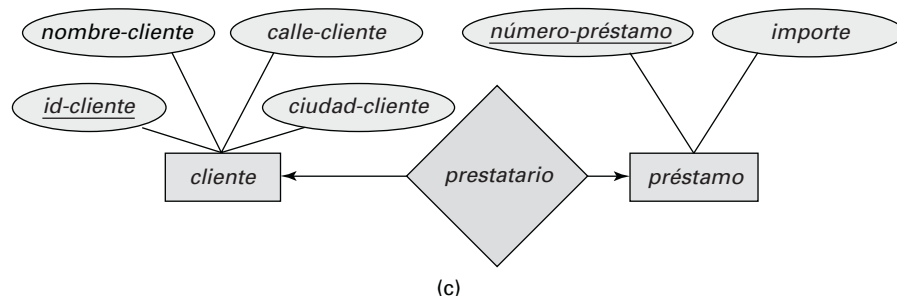 nombre-cliente
calle-cliente
número-préstamo
importe
id-cliente
ciudad-cliente
cliente
prestatario
préstamo
(c)